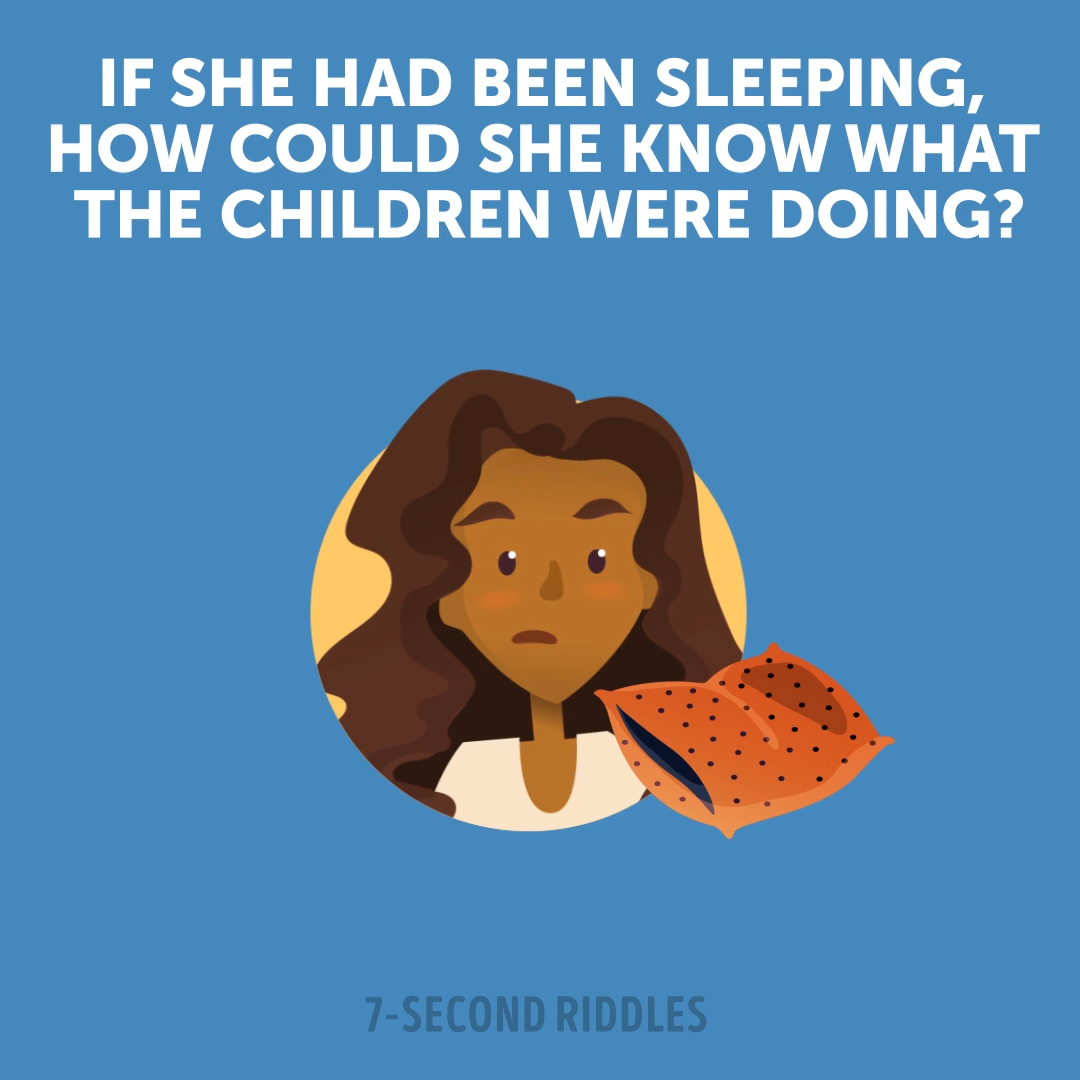 IF SHE HAD BEEN SLEEPING,
HOW COULD SHE KNOW WHAT
THE CHILDREN WERE DOING?
7-SECOND RIDDLES